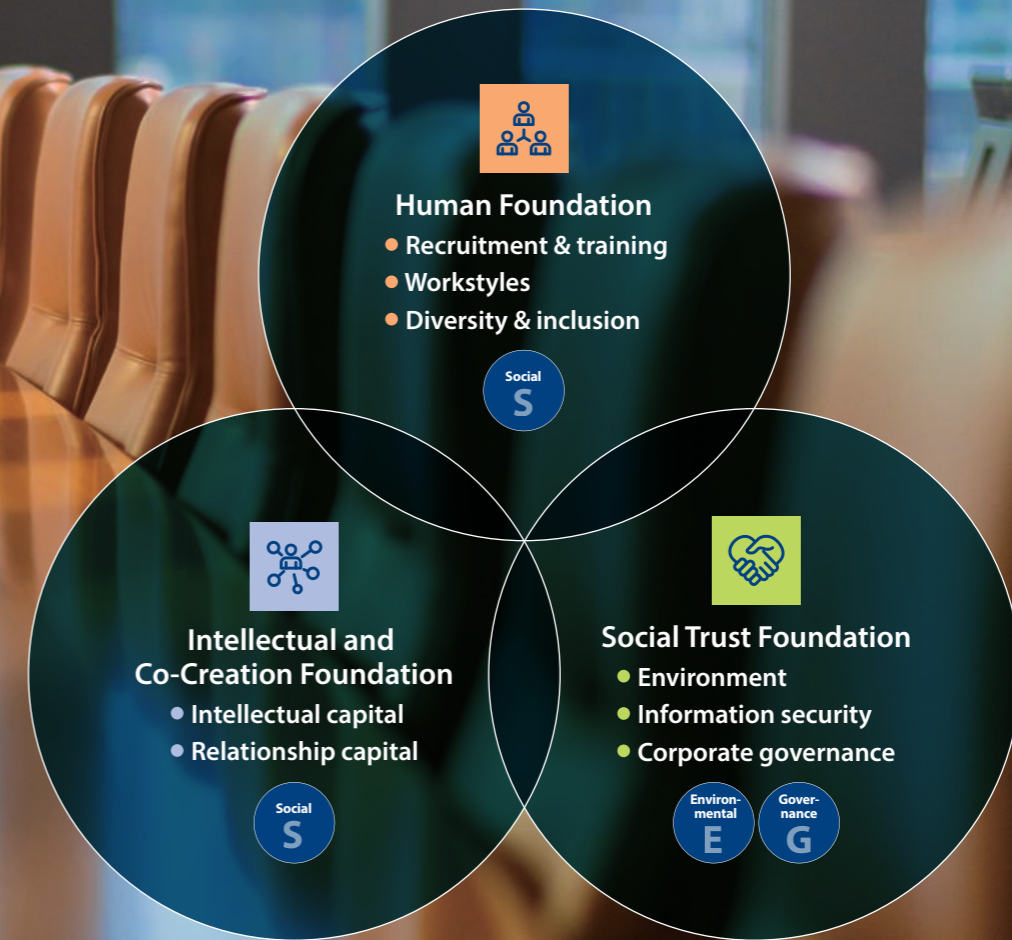 Human Foundation
Recruitment & training
Workstyles
Diversity & inclusion
Social
S
Intellectual and
Co-Creation Foundation
Intellectual capital
Relationship capital
Social
S
Social Trust Foundation
Environment
Information security
Corporate governance
Environ-
mental
E
Gover-
nance
G